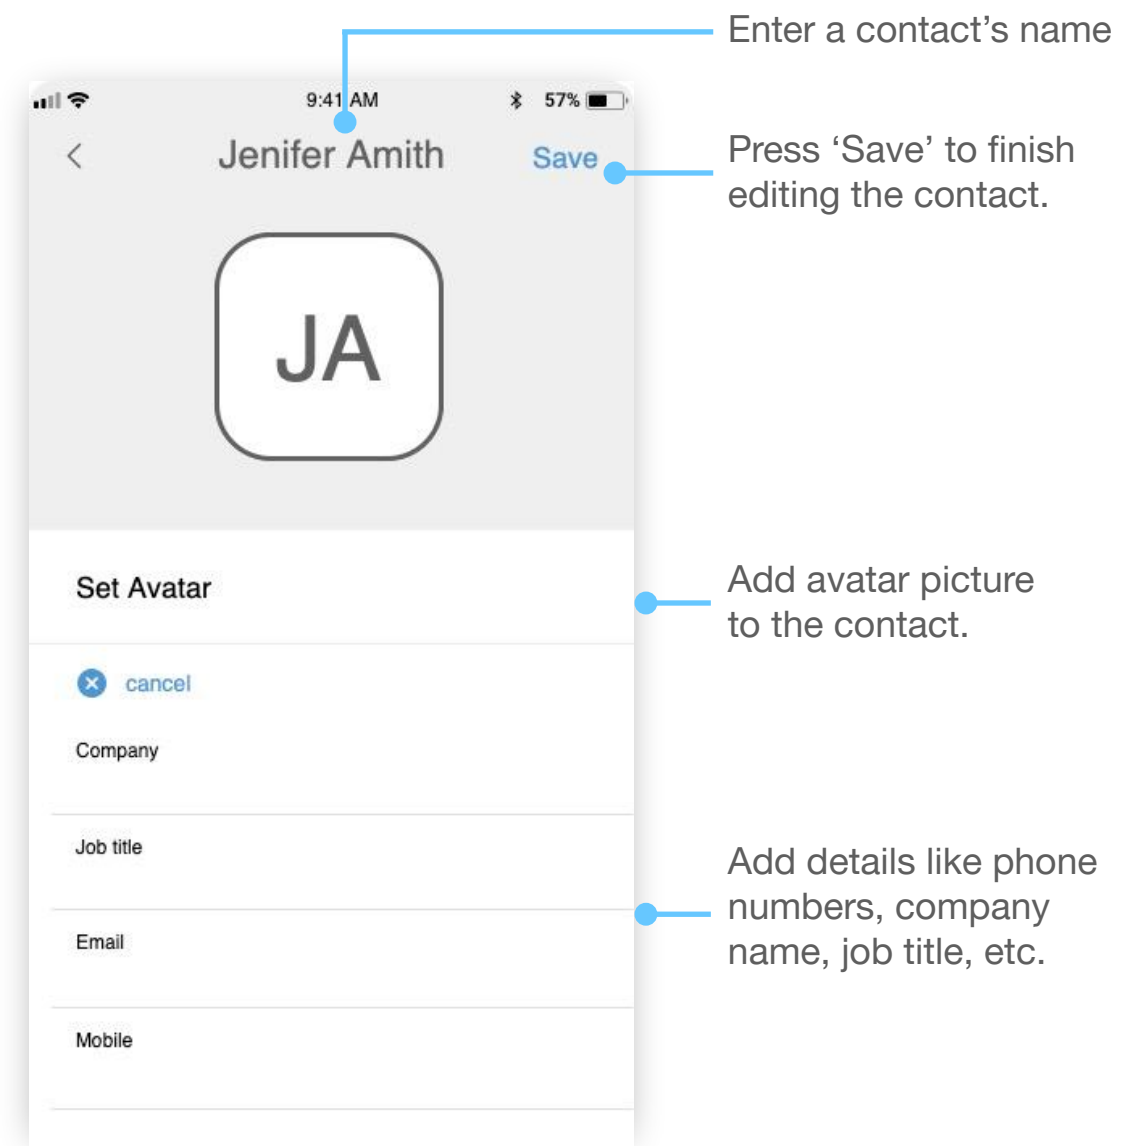 Enter a contact’s name
9:41 AM
57%
Jenifer Amith
Save
Press ‘Save’ to finish
editing the contact.
JA
Set Avatar
Add avatar picture
to the contact.
cancel
Company
Job title
Add details like phone
numbers, company
name, job title, etc.
Email
Mobile